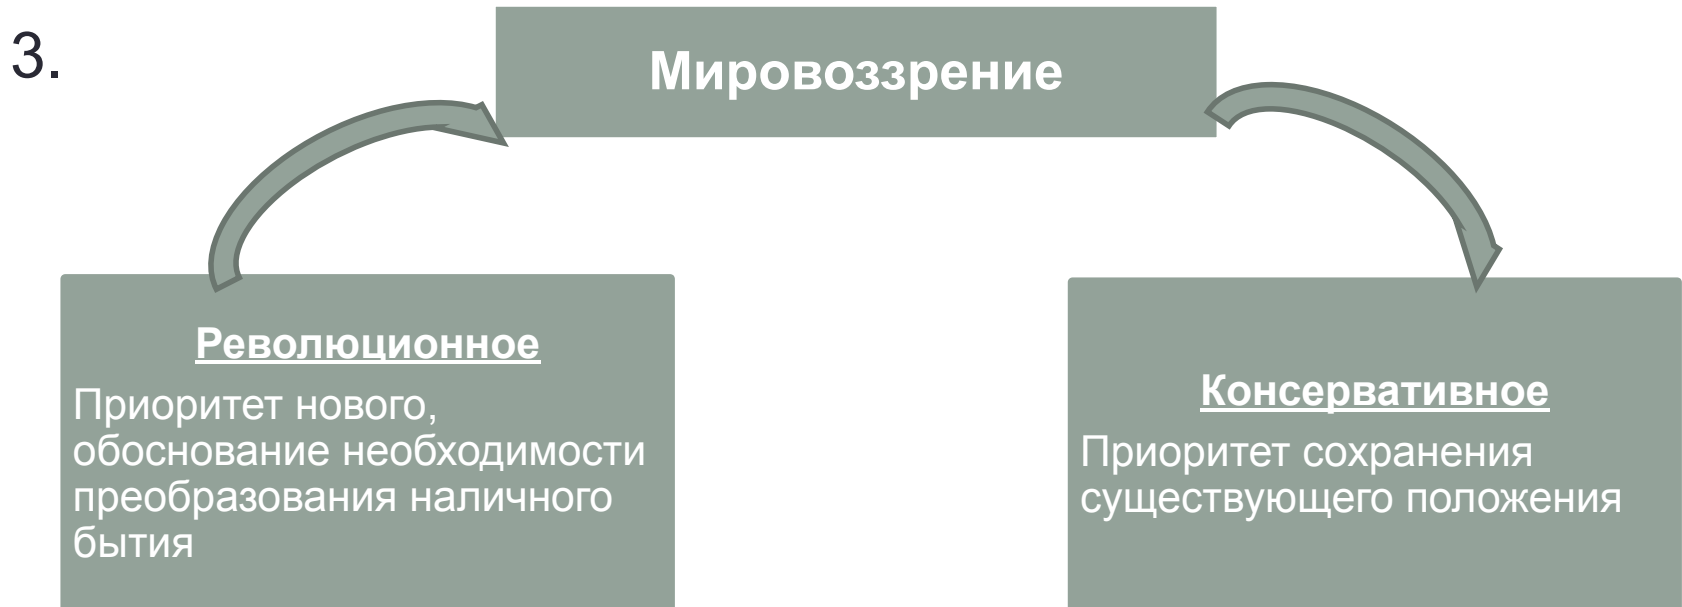 3.
Мировоззрение
Революционное
Приоритет нового,
обоснование необходимости
преобразования наличного
бытия
Консервативное
Приоритет сохранения
существующего положения